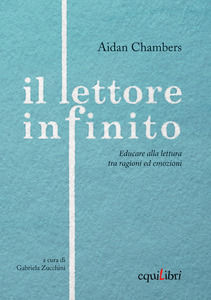 Aidan Chambers
il lettore
infinito
Educare alla lettura
tra ragioni ed emozioni
a cura di
Gabriela Zucchini
equiLibri